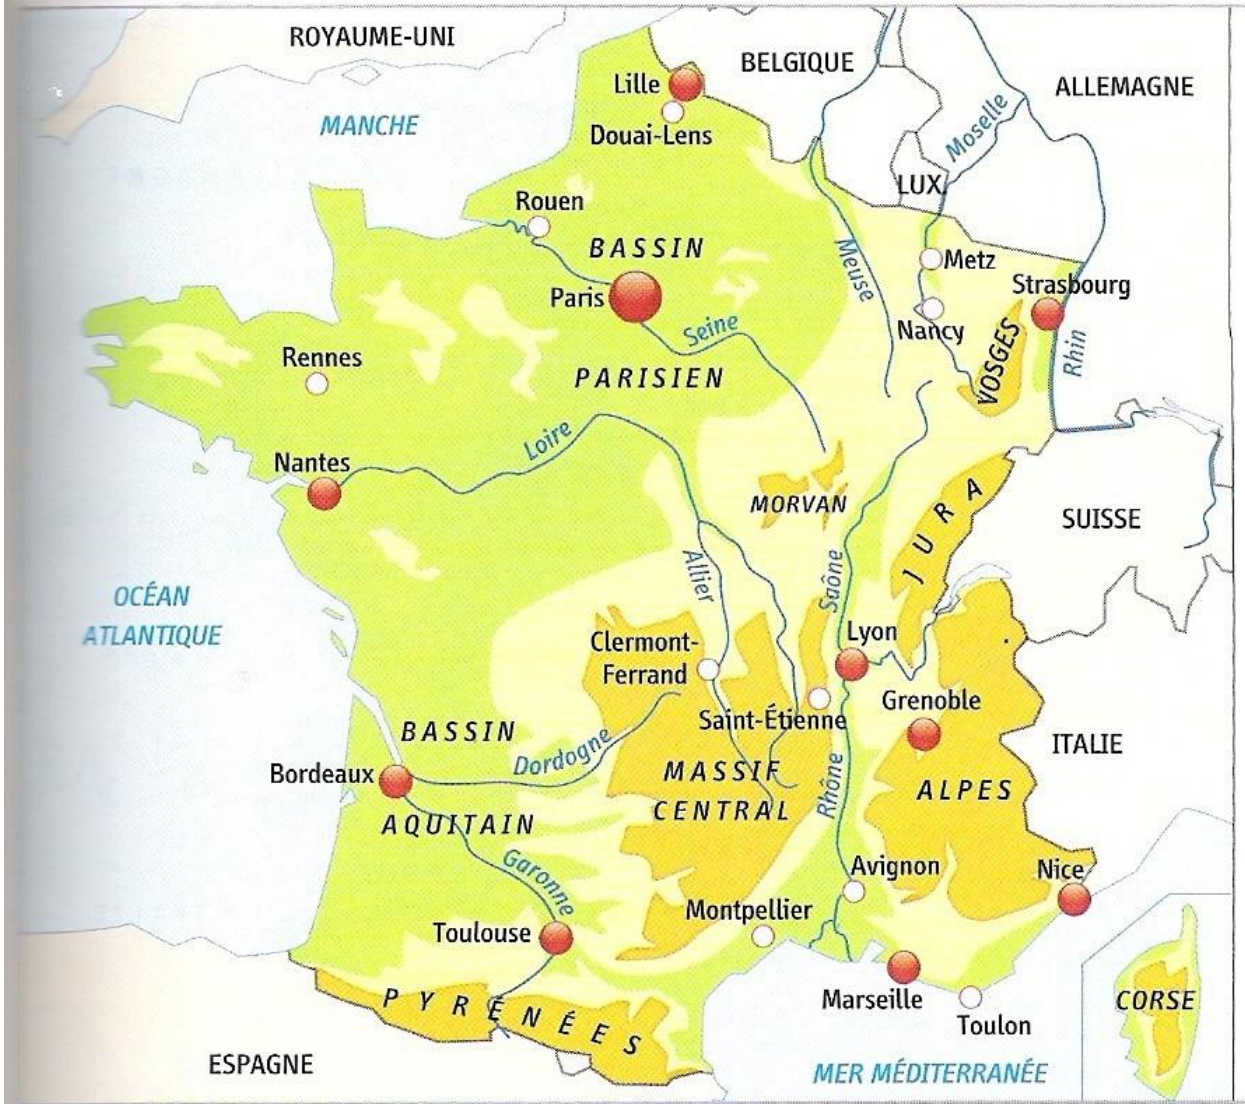 ROYAUME-UNI
BELGIQUE
ALLEMAGNE
Lille
MANCHE
Douai-Lens
Moselle
LUX.
Rouen
BASSIN
Meuse
Metz
Paris
Strasbourg
Seine
Nancy
VOSGES
Rhin
Rennes
PARISIEN
Loire
Nantes
MORVAN
JURA
SUISSE
Allier
Saône
OCÉAN
ATLANTIQUE
Clermont-
Ferrand
Lyon
Saint-Étienne
Grenoble
BASSIN
Dordogne
ITALIE
Bordeaux
MASSIF
CENTRAL
Rhône
ALPES
AQUITAIN
Garonne
Avignon
Nice
Montpellier
Toulouse
Marseille
CORSE
PYRÉNÉES
Toulon
ESPAGNE
MER MÉDITERRANÉE